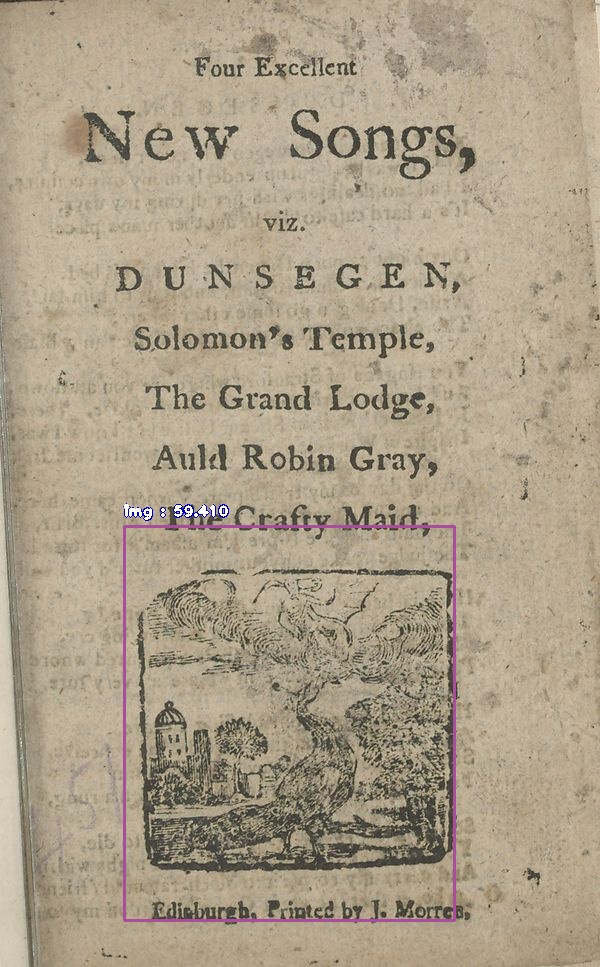 Four Excellent
New Songs,
viz.
DUNSEGEN,
Solomon's Temple,
The Grand Lodge,
Auld Robin Gray,
The Crafty Maid,
img : 59.410
Edinburgh, Printed by J. Morren,